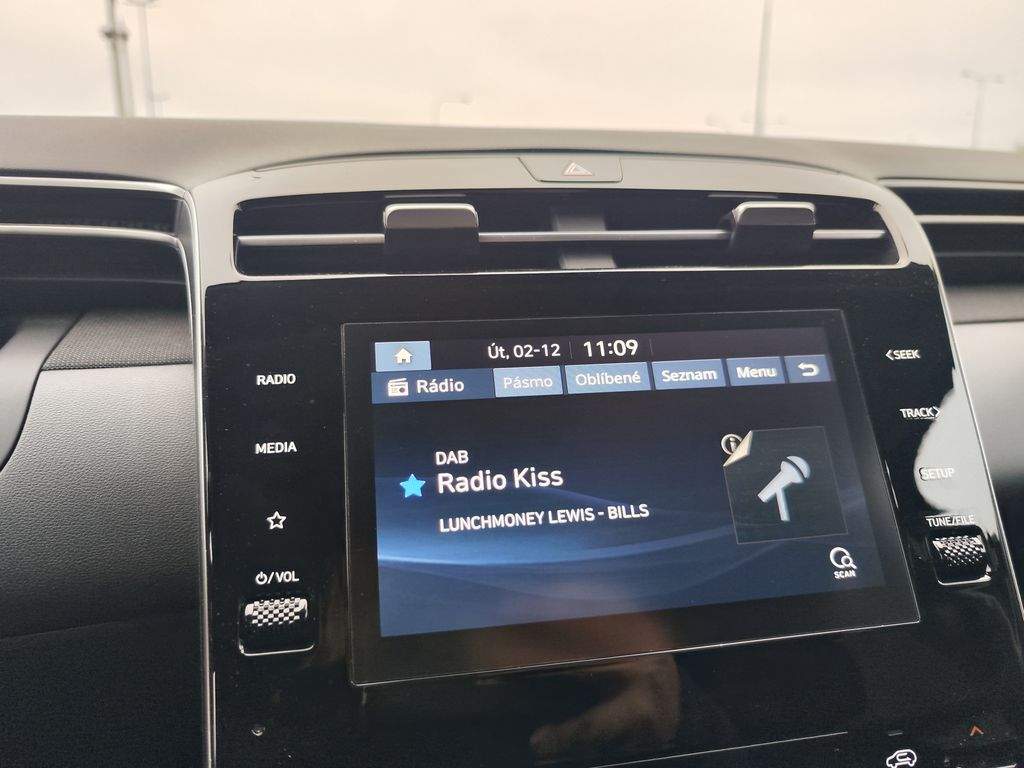 Út, 02-12 11:09
Rádio Pásmo Oblíbené Seznam Menu
DAB
Radio Kiss
LUNCHMONEY LEWIS - BILLS
SCAN
RADIO
MEDIA
/VOL
SEEK
TRACK
SETUP
TUNE/FILE